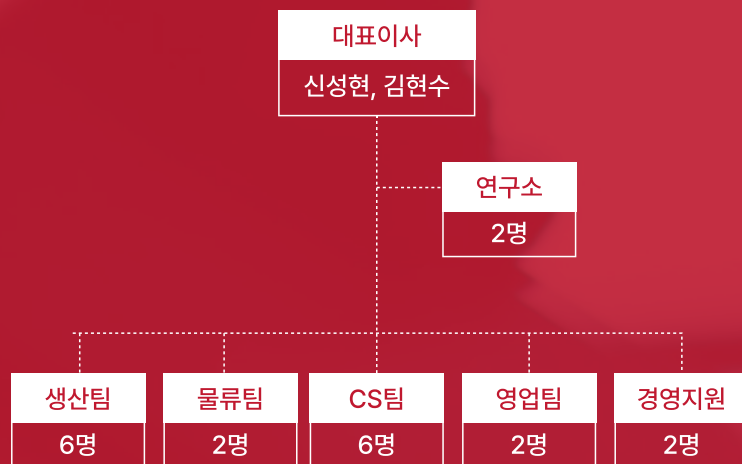 대표이사
신성현, 김현수
연구소
2명
생산팀
6명
물류팀
2명
CS팀
6명
영업팀
2명
경영지원
2명